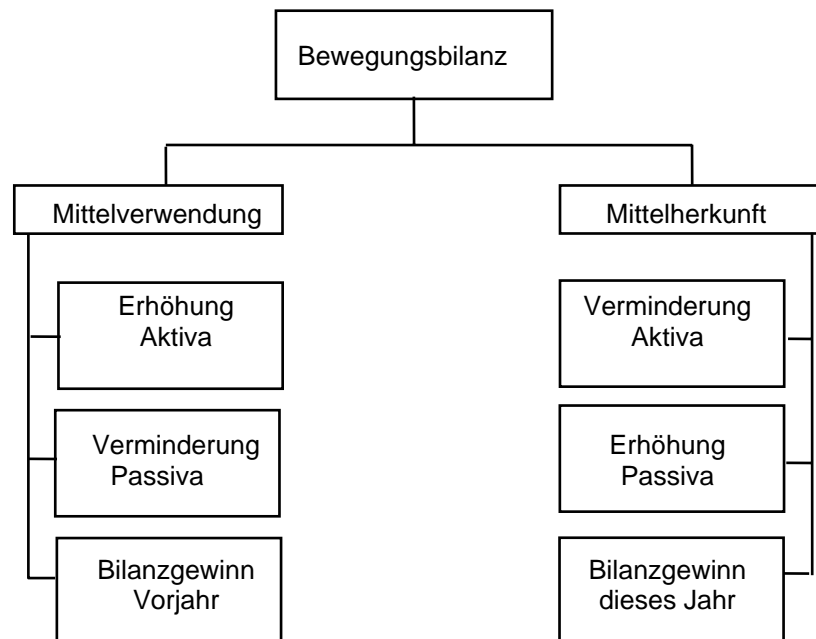 Bewegungsbilanz
Mittelverwendung
Erhöhung
Aktiva
Verminderung
Passiva
Bilanzgewinn
Vorjahr
Mittelherkunft
Verminderung
Aktiva
Erhöhung
Passiva
Bilanzgewinn
dieses Jahr